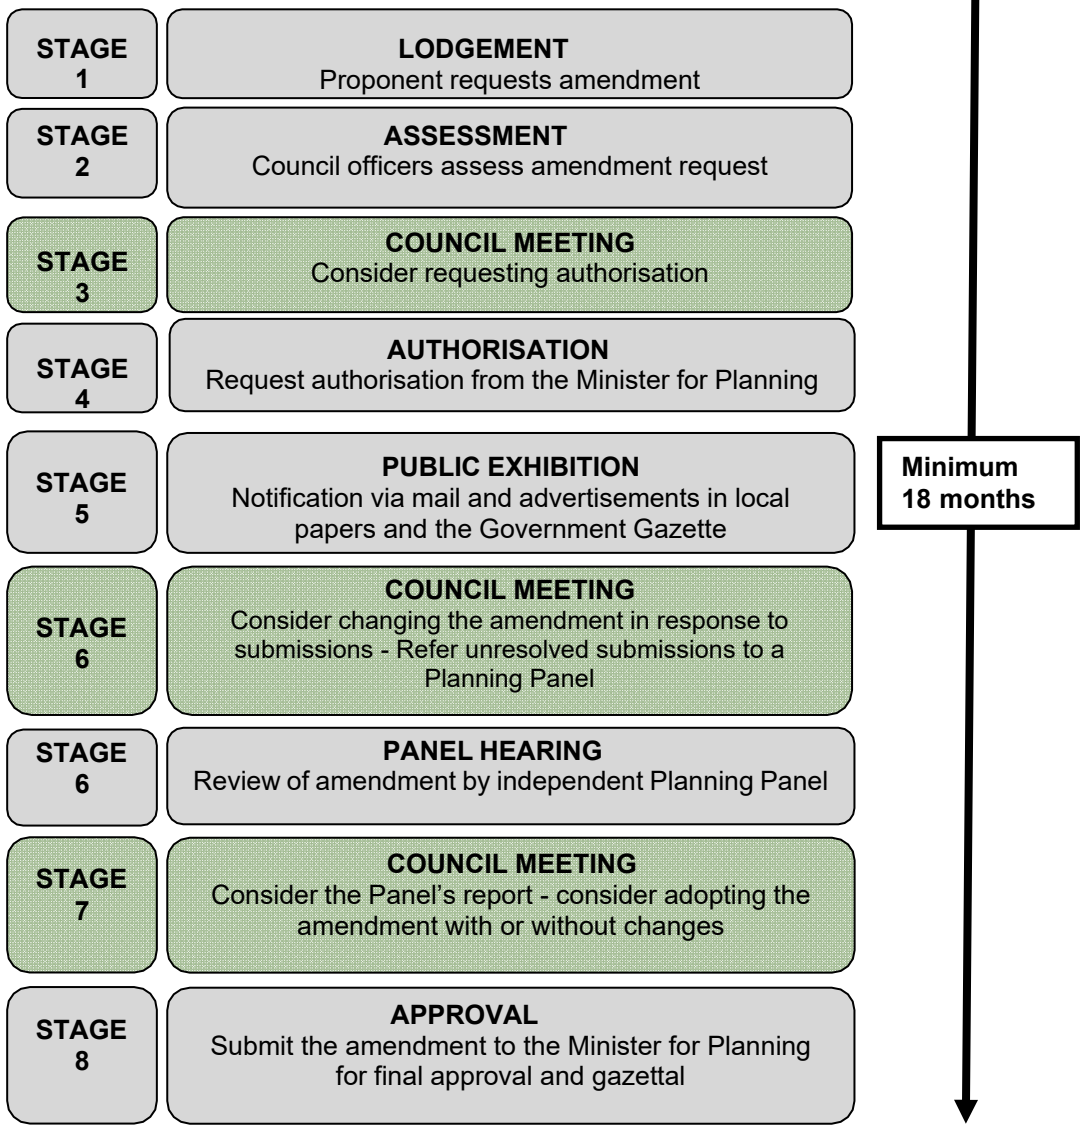 STAGE
1
LODGEMENT
Proponent requests amendment
STAGE
2
ASSESSMENT
Council officers assess amendment request
STAGE
3
COUNCIL MEETING
Consider requesting authorisation
STAGE
4
AUTHORISATION
Request authorisation from the Minister for Planning
STAGE
5
PUBLIC EXHIBITION
Notification via mail and advertisements in local
papers and the Government Gazette
Minimum
18 months
STAGE
6
COUNCIL MEETING
Consider changing the amendment in response to
submissions - Refer unresolved submissions to a
Planning Panel
STAGE
6
PANEL HEARING
Review of amendment by independent Planning Panel
STAGE
7
COUNCIL MEETING
Consider the Panel’s report - consider adopting the
amendment with or without changes
STAGE
8
APPROVAL
Submit the amendment to the Minister for Planning
for final approval and gazettal